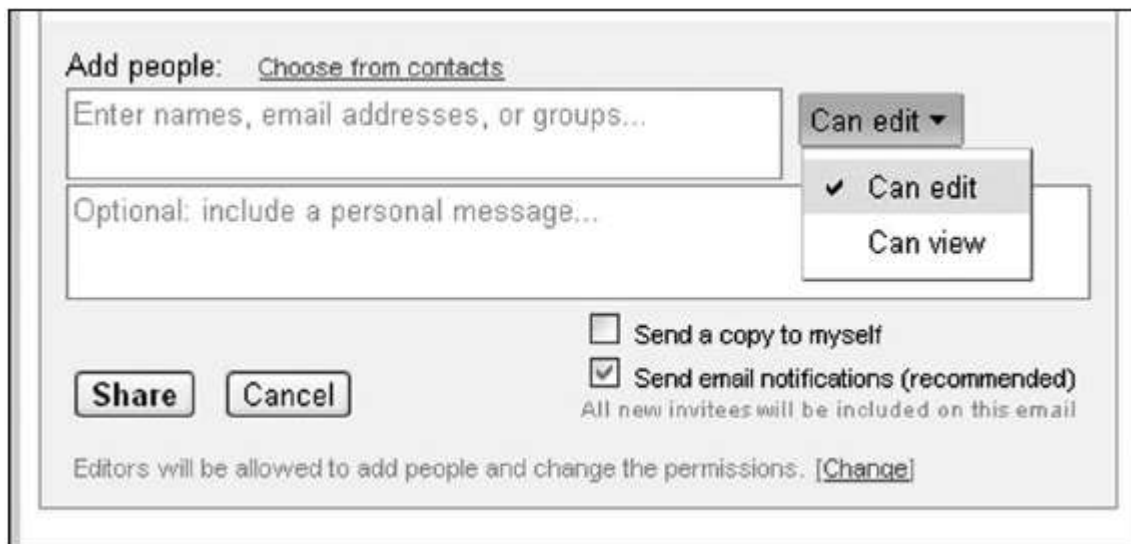 Add people: Choose from contacts
Enter names, email addresses, or groups...
Can edit
Can edit
Optional: include a personal message...
Can view
Send a copy to myself
Send email notifications (recommended)
Share Cancel
All new invitees will be included on this email
Editors will be allowed to add people and change the permissions. [Change]